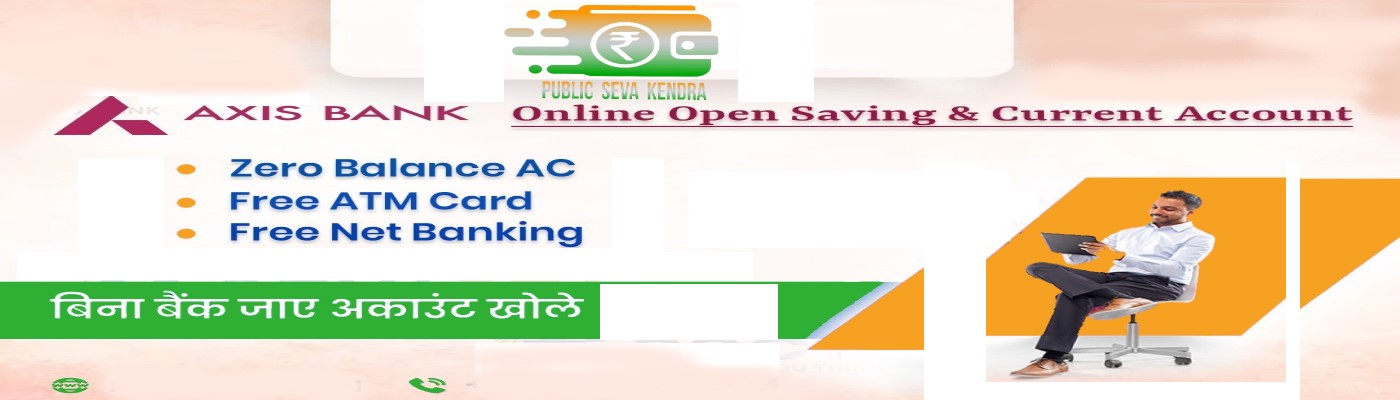 PUBLIC SEVA KENDRA
AXIS BANK
Online Open Saving & Current Account
Zero Balance AC
Free ATM Card
Free Net Banking
बिना बैंक जाए अकाउंट खोले